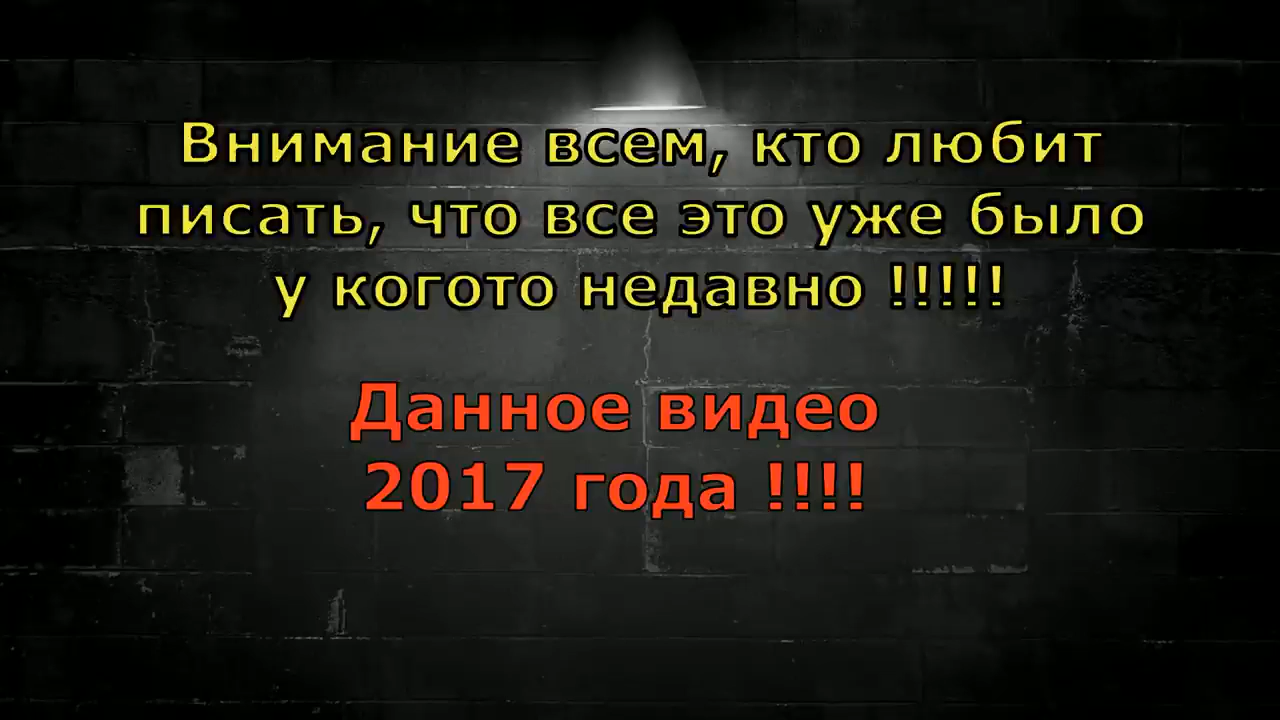 Внимание всем, кто любит
писать, что все это уже было
у когото недавно !!!!!
Данное видео
2017 года !!!!